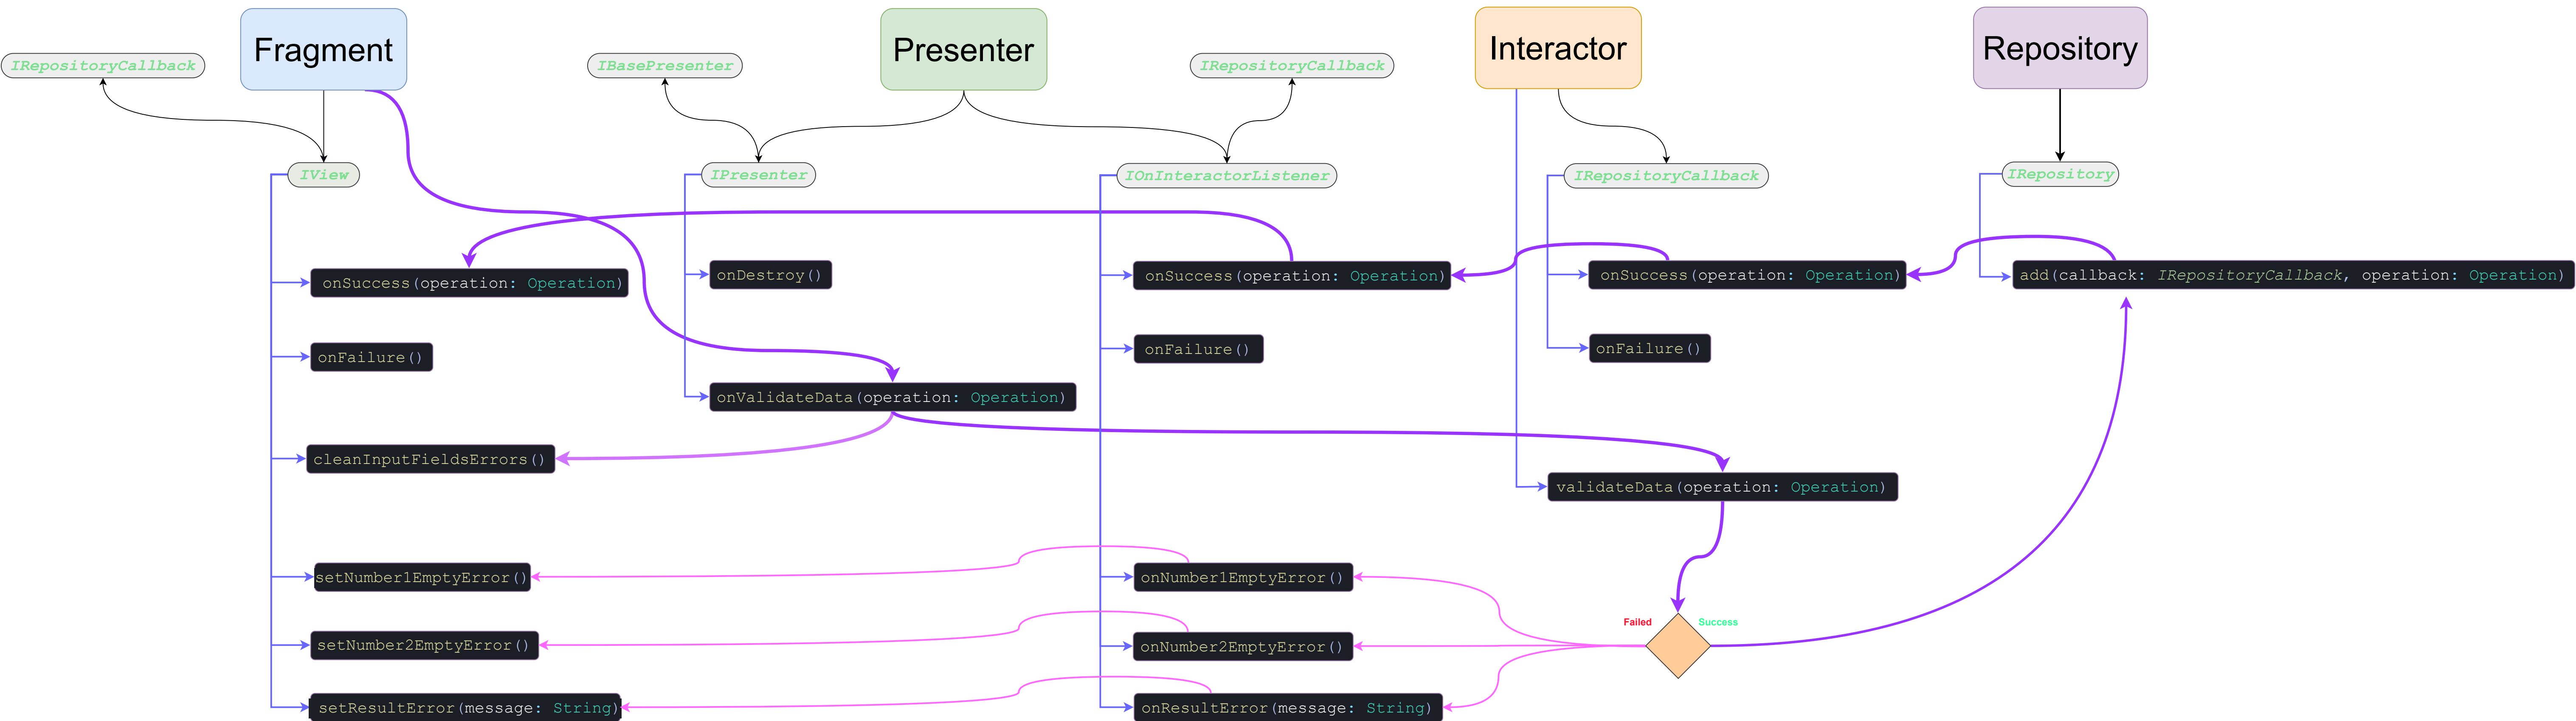 Fragment
Presenter
Interactor
Repository
IRepositoryCallback
IBasePresenter
IRepositoryCallback
IView
IPresenter
IOnInteractorListener
IRepositoryCallback
IRepository
onSuccess(operation: Operation)
onDestroy()
onSuccess(operation: Operation)
onSuccess(operation: Operation)
add(callback: IRepositoryCallback, operation: Operation)
onFailure()
onFailure()
onFailure()
onValidateData(operation: Operation)
cleanInputFieldsErrors()
validateData(operation: Operation)
setNumber1EmptyError()
onNumber1EmptyError()
Failed
Success
setNumber2EmptyError()
onNumber2EmptyError()
setResultError(message: String)
onResultError(message: String)